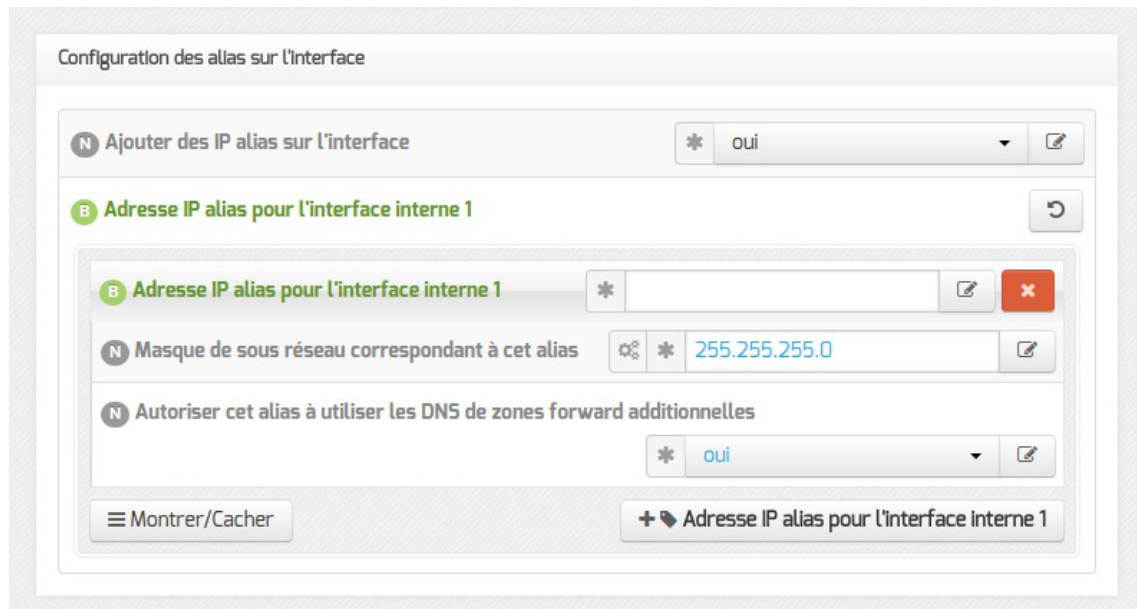 Configuration des alias sur l'interface
N Ajouter des IP alias sur l'interface * oui
B Adresse IP alias pour l'interface interne 1
B Adresse IP alias pour l'interface interne 1 *
N Masque de sous réseau correspondant à cet alias * 255.255.255.0
N Autoriser cet alias à utiliser les DNS de zones forward additionnelles
* oui
Montrer/Cacher + Adresse IP alias pour l'interface interne 1